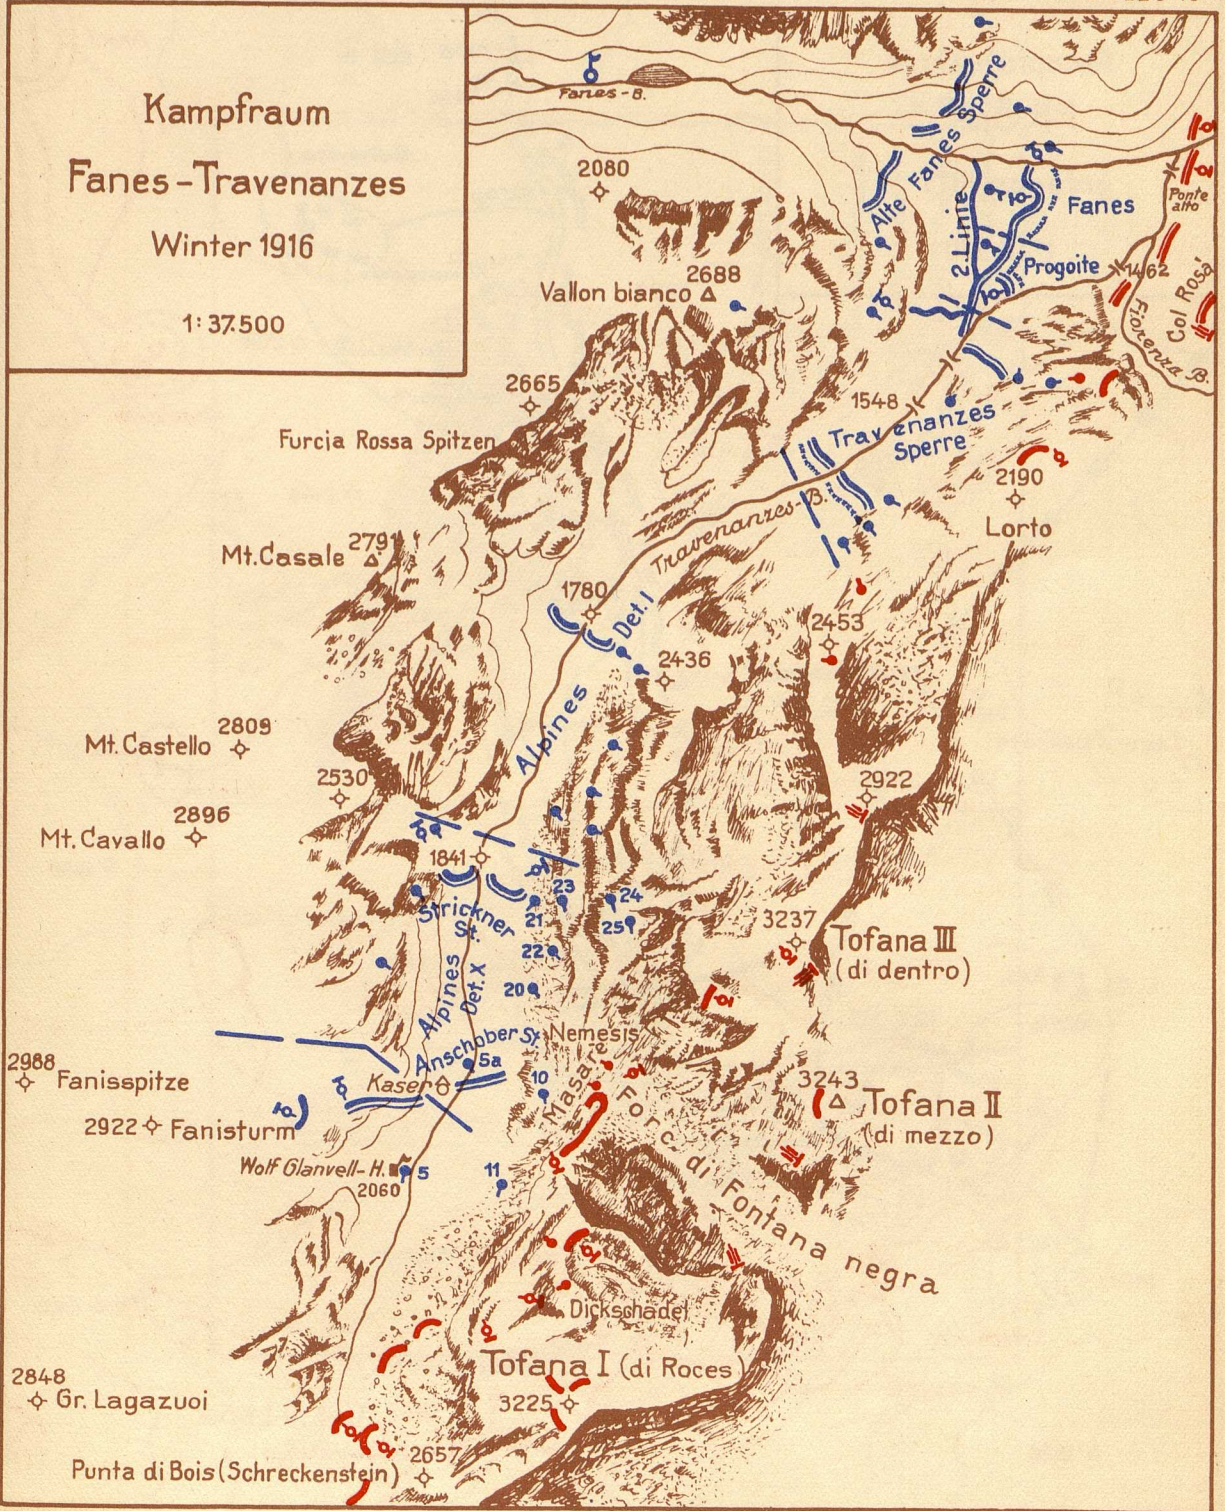 Kampfraum
Fanes-Travenanzes
Winter 1916
1:37.500
Fanes-B.
Alte Fanes Sperre
2080
2.Linie
Fanes
Ponte
alto
Progoite
1462
Col Rosà
Fiorenza B.
2688
Vallon bianco
2665
1548
Furcia Rossa Spitzen
Travenanzes
Sperre
2190
Lorto
Travenanzes-B.
2791
Mt.Casale
1780
Det.I
Alpines
2453
2436
2809
Mt. Castello
2530
2922
2896
Mt. Cavallo
1841
23
24
21
25
Strickner
St.
22
3237
Tofana III
(di dentro)
20
Alpines
Det.X
Anschober St.
Nemesis
2988
Fanisspitze
5a
Kaser
10
Masare
3243
Tofana II
(di mezzo)
2922
Fanisturm
Forc. di Fontana negra
Wolf Glanvell-H.
5
2060
11
Dickschädel
Tofana I (di Roces)
3225
2848
Gr. Lagazuoi
2657
Punta di Bois (Schreckenstein)